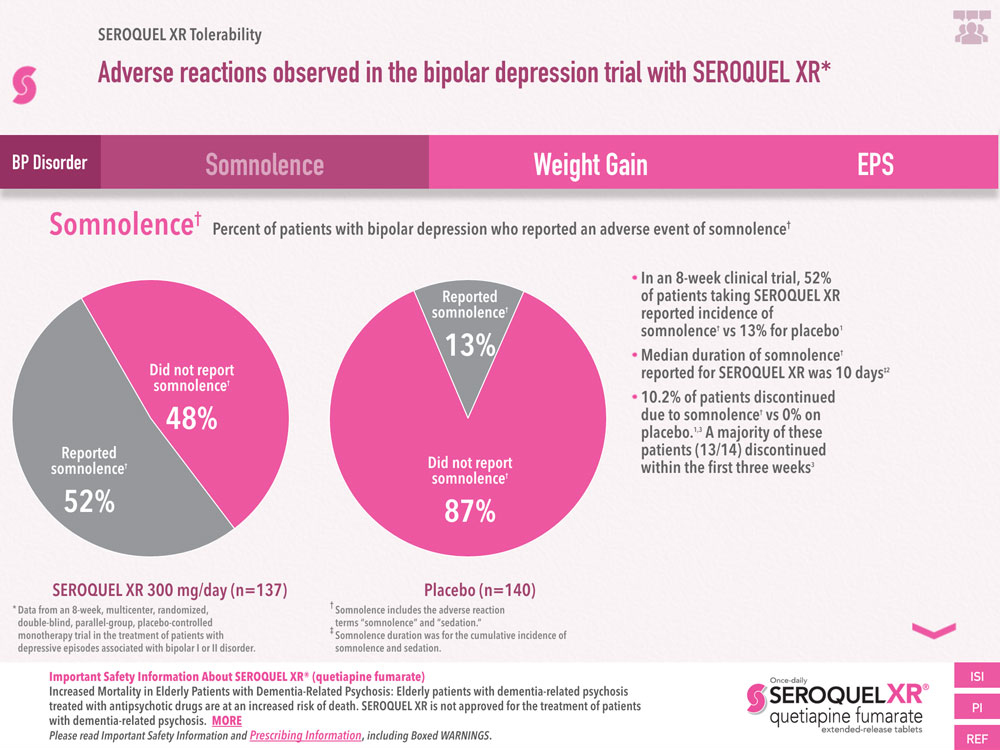 SEROQUEL XR Tolerability
Adverse reactions observed in the bipolar depression trial with SEROQUEL XR*
BP Disorder
Somnolence
Weight Gain
EPS
Somnolence† Percent of patients with bipolar depression who reported an adverse event of somnolence†
Did not report
somnolence†
48%
Reported
somnolence†
52%
SEROQUEL XR 300 mg/day (n=137)
Reported
somnolence†
13%
Did not report
somnolence†
87%
Placebo (n=140)
* In an 8-week clinical trial, 52%
of patients taking SEROQUEL XR
reported incidence of
somnolence† vs 13% for placebo1
* Median duration of somnolence†
reported for SEROQUEL XR was 10 days‡2
* 10.2% of patients discontinued
due to somnolence† vs 0% on
placebo.1,3 A majority of these
patients (13/14) discontinued
within the first three weeks3
* Data from an 8-week, multicenter, randomized,
double-blind, parallel-group, placebo-controlled
monotherapy trial in the treatment of patients with
depressive episodes associated with bipolar I or II disorder.
† Somnolence includes the adverse reaction
terms "somnolence" and "sedation."
‡ Somnolence duration was for the cumulative incidence of
somnolence and sedation.
Important Safety Information About SEROQUEL XR® (quetiapine fumarate)
Increased Mortality in Elderly Patients with Dementia-Related Psychosis: Elderly patients with dementia-related psychosis
treated with antipsychotic drugs are at an increased risk of death. SEROQUEL XR is not approved for the treatment of patients
with dementia-related psychosis. MORE
Please read Important Safety Information and Prescribing Information, including Boxed WARNINGS.
Once-daily
SEROQUEL XR®
quetiapine fumarate
extended-release tablets
ISI
PI
REF